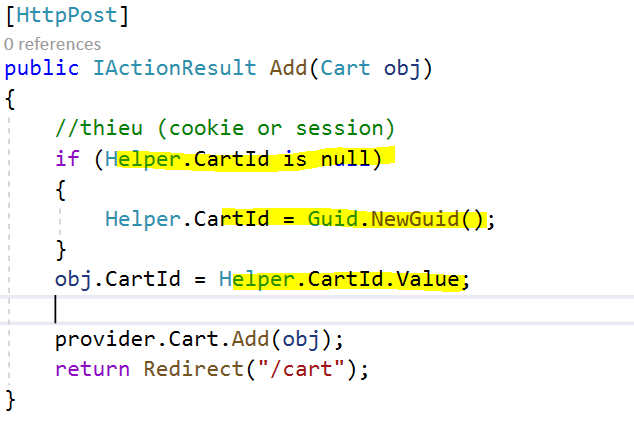 [HttpPost]
0 references
public IActionResult Add(Cart obj)
{
    //thieu (cookie or session)
    if (Helper.CartId is null)
    {
        Helper.CartId = Guid.NewGuid();
    }
    obj.CartId = Helper.CartId.Value;
    provider.Cart.Add(obj);
    return Redirect("/cart");
}